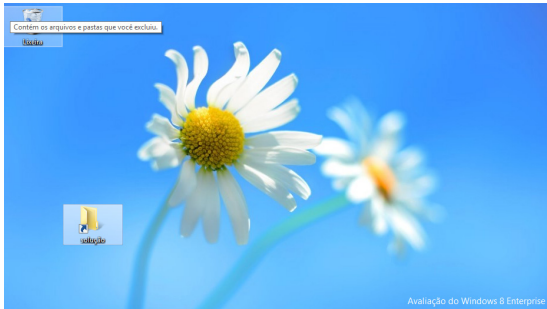 Contém os arquivos e pastas que você excluiu.
Lixeira
solução
Avaliação do Windows 8 Enterprise